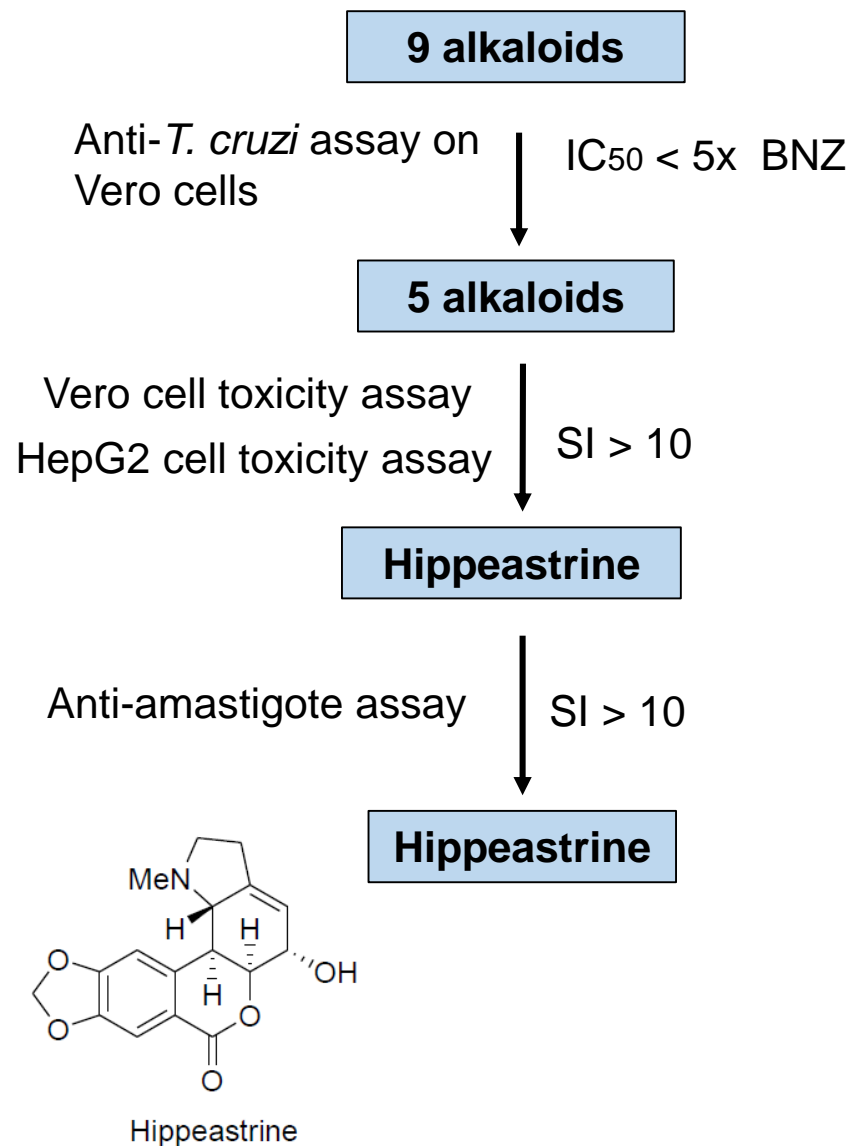 9 alkaloids
Anti-T. cruzi assay on
Vero cells
IC50 < 5x BNZ
5 alkaloids
Vero cell toxicity assay
HepG2 cell toxicity assay
SI > 10
Hippeastrine
Anti-amastigote assay
SI > 10
Hippeastrine
MeN
H
H
H
OH
O
O
O
O
Hippeastrine